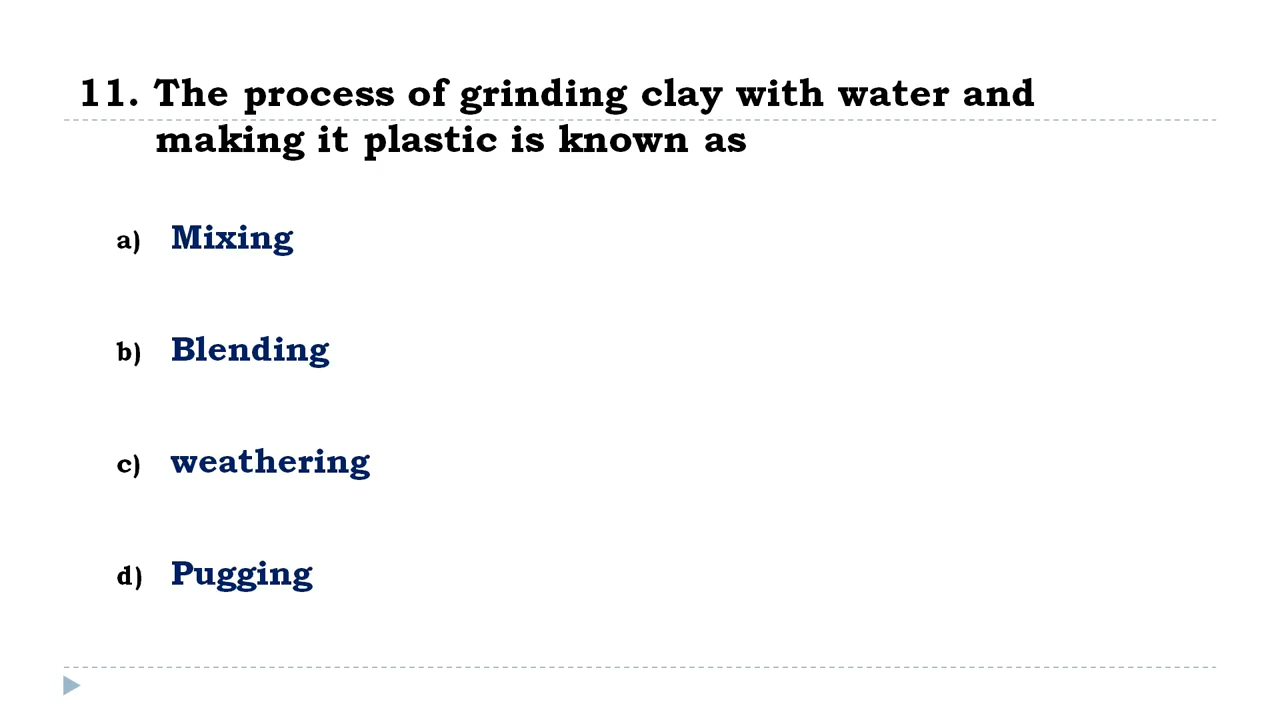 11. The process of grinding clay with water and
making it plastic is known as
a) Mixing
b) Blending
c) weathering
d) Pugging